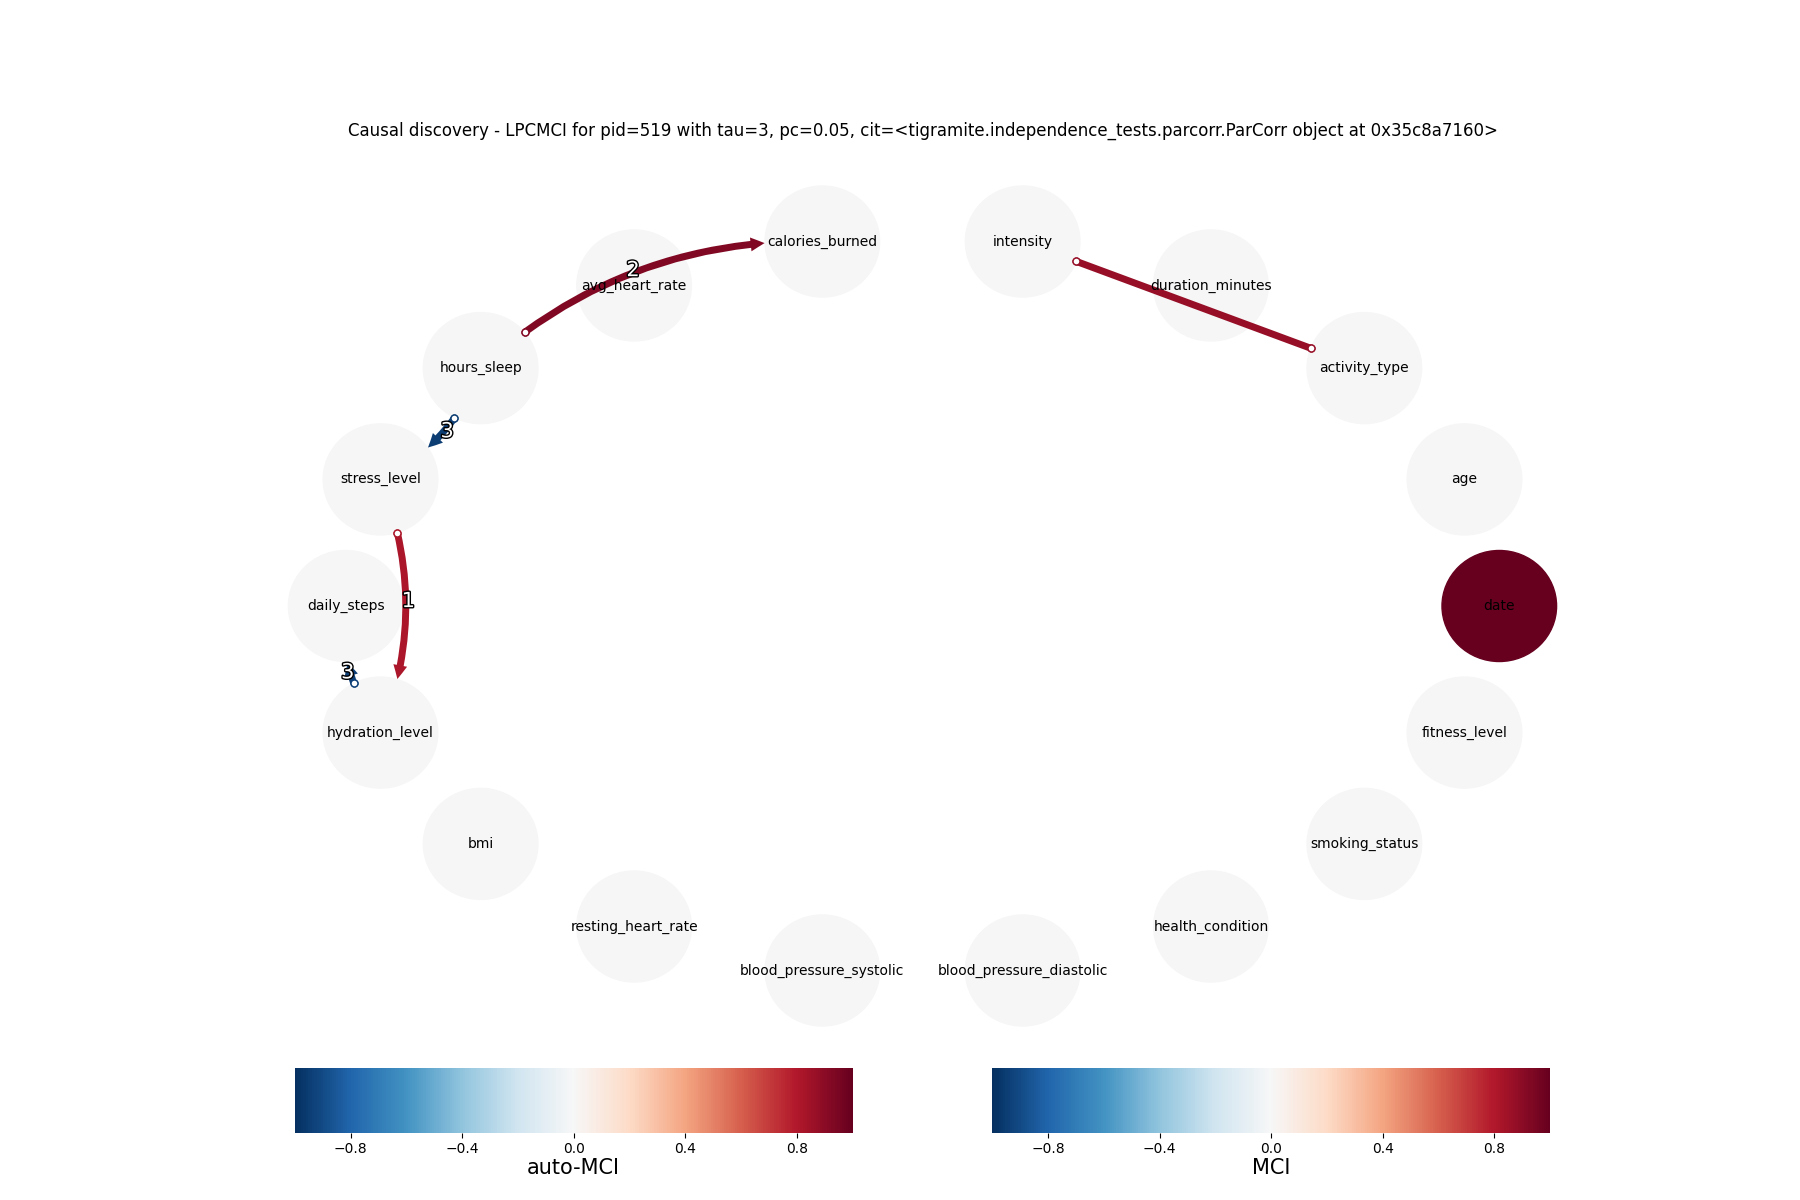 Causal discovery - LPCMCI for pid=519 with tau=3, pc=0.05, cit=<tigramite.independence_tests.parcorr.ParCorr object at 0x35c8a7160>
calories_burned
intensity
2
avg_heart_rate
duration_minutes
hours_sleep
activity_type
3
stress_level
age
1
daily_steps
date
3
hydration_level
fitness_level
bmi
smoking_status
resting_heart_rate
health_condition
blood_pressure_systolic
blood_pressure_diastolic
−0.8 −0.4 0.0 0.4 0.8
auto-MCI
−0.8 −0.4 0.0 0.4 0.8
MCI